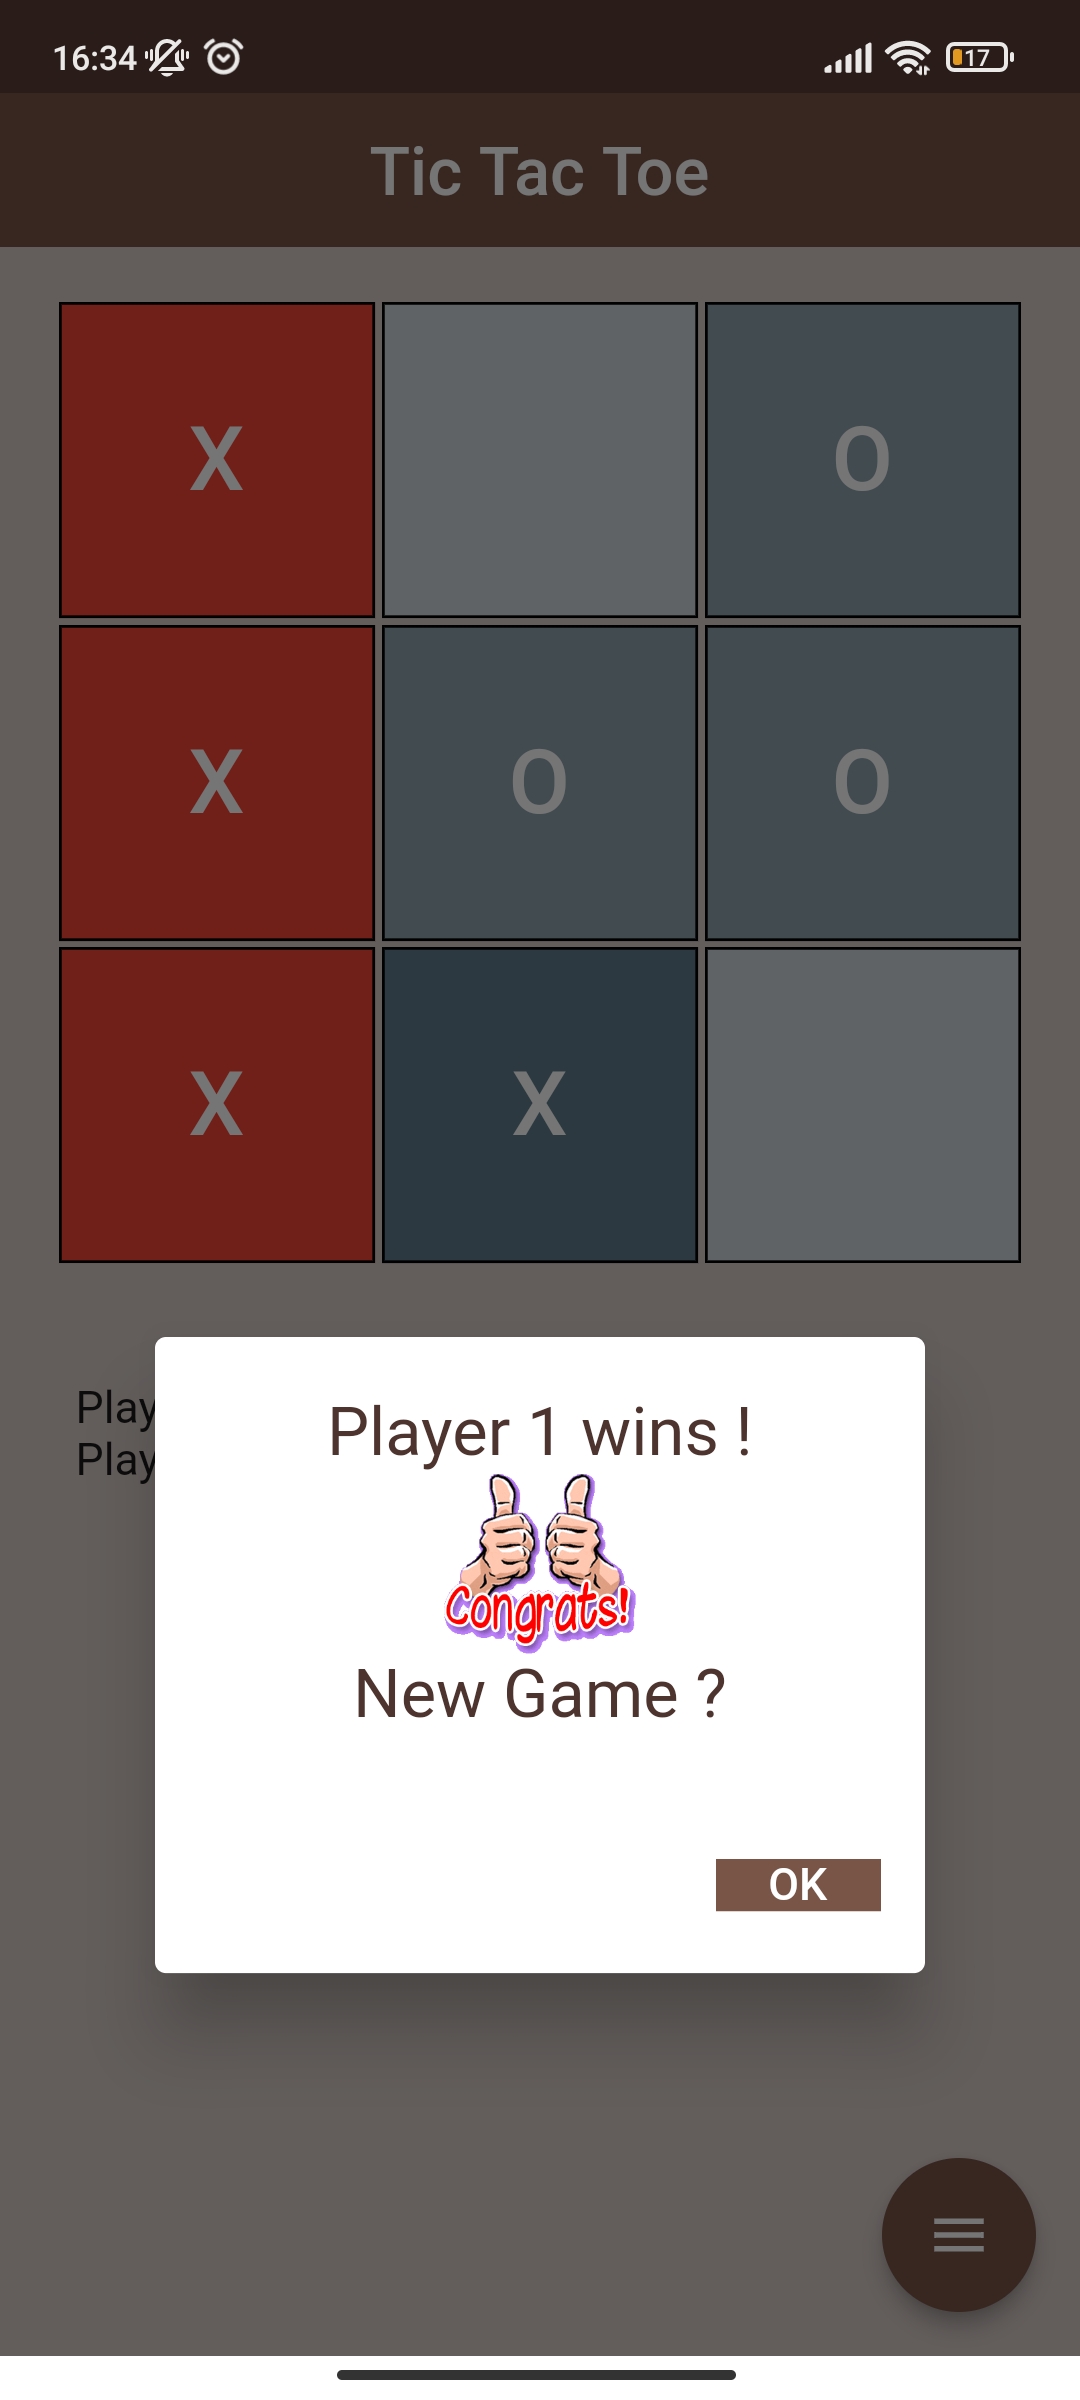 16:34 17
Tic Tac Toe
X O
X O O
X X
Play
Play
Player 1 wins !
Congrats!
New Game ?
OK